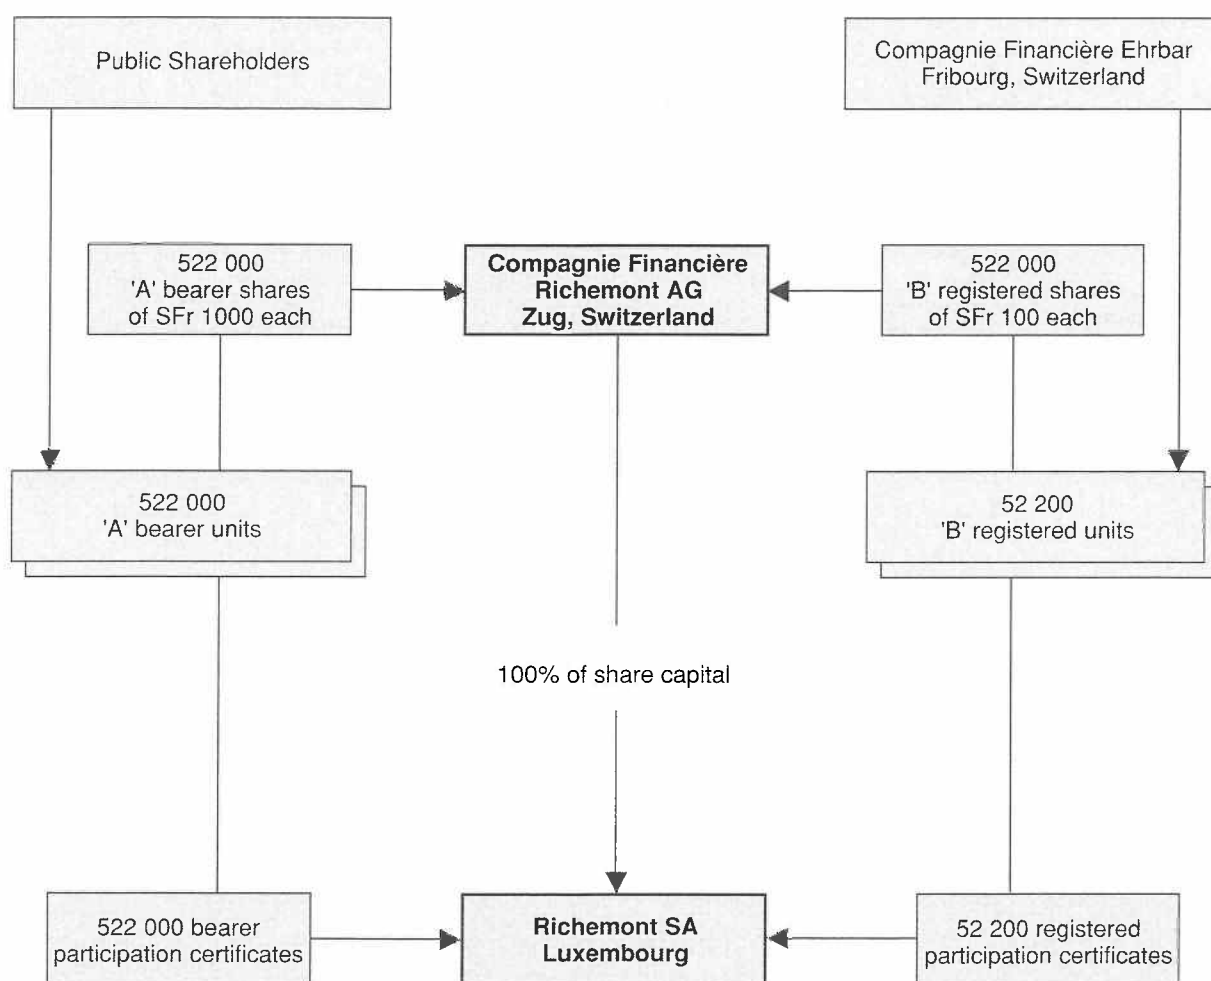 Public Shareholders
Compagnie Financière Ehrbar
Fribourg, Switzerland
522 000
'A' bearer shares
of SFr 1000 each
Compagnie Financière
Richemont AG
Zug, Switzerland
522 000
'B' registered shares
of SFr 100 each
522 000
'A' bearer units
52 200
'B' registered units
100% of share capital
522 000 bearer
participation certificates
Richemont SA
Luxembourg
52 200 registered
participation certificates